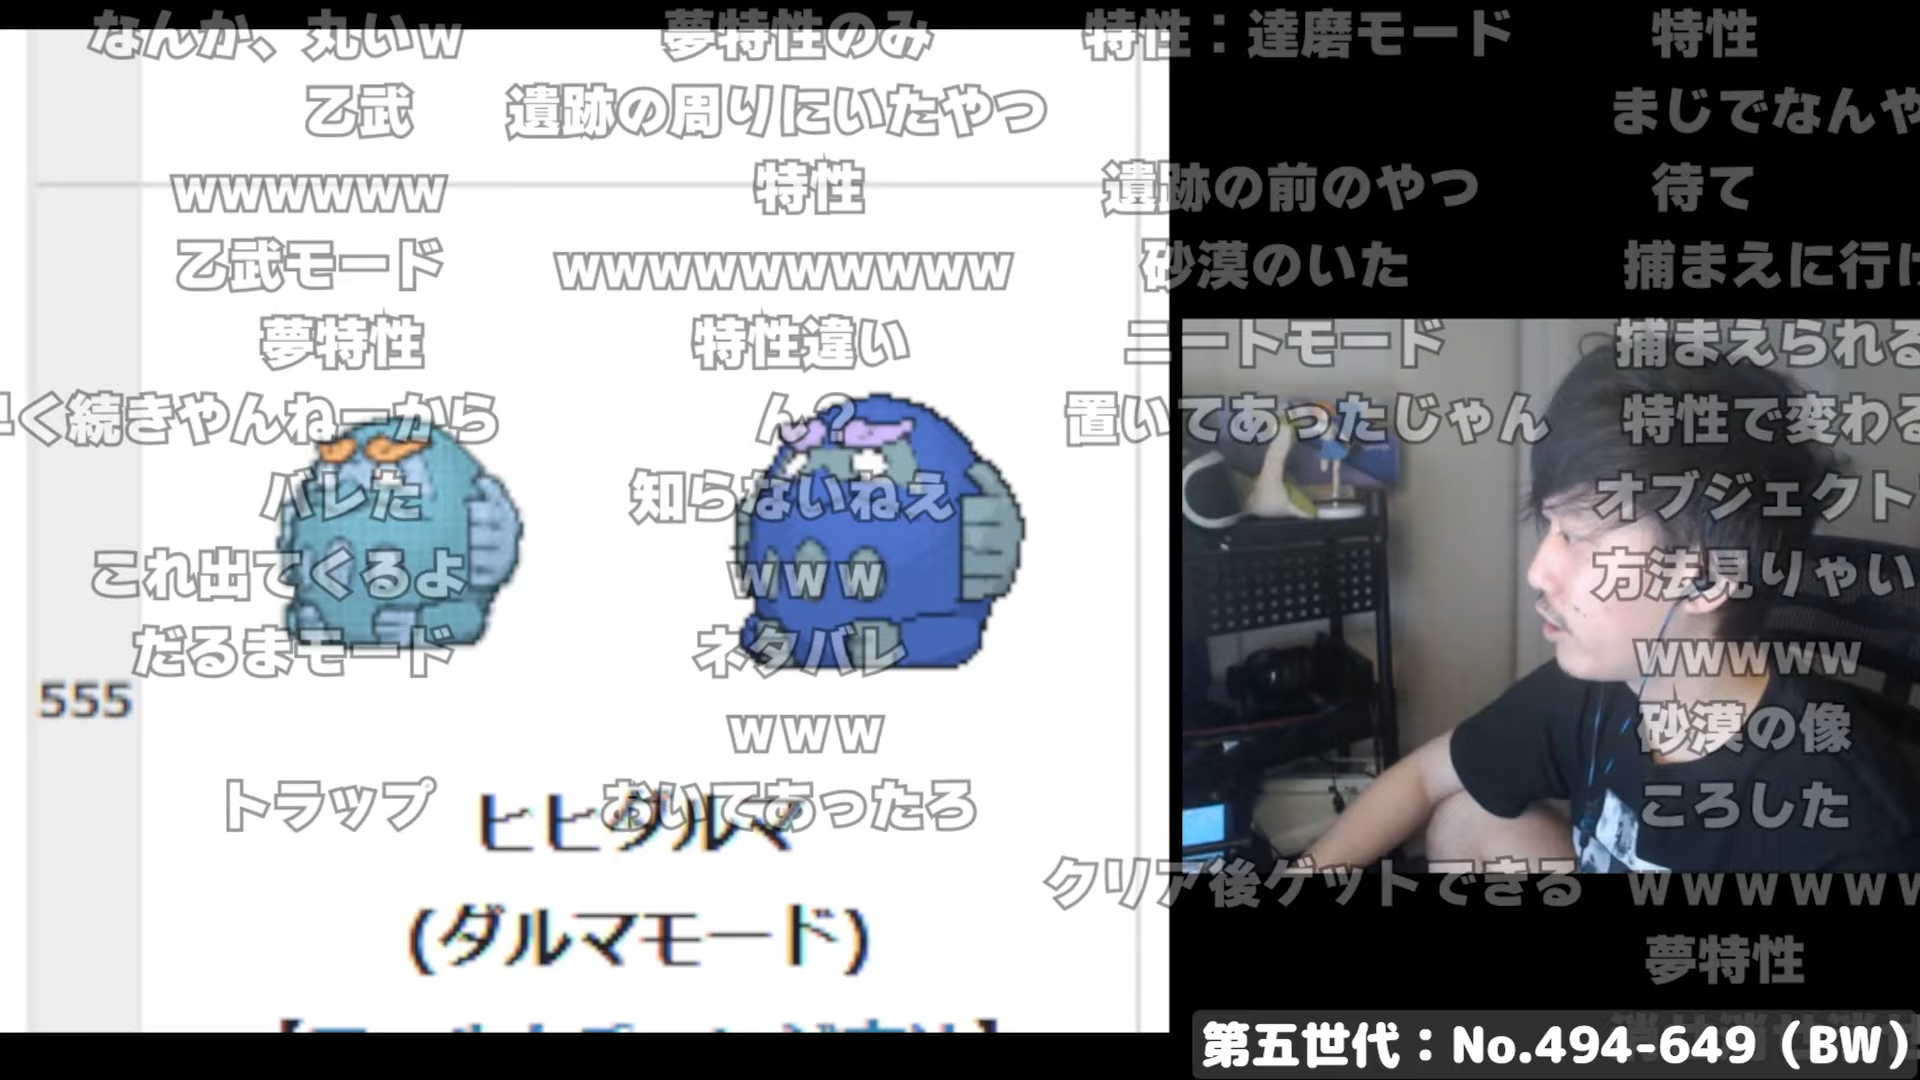 なんか、丸いw
夢特性のみ
特性：達磨モード
特性
乙武
遺跡の周りにいたやつ
まじでなんや
wwwwwww
特性
遺跡の前のやつ
待て
乙武モード
wwwwwwwwwwww
砂漠のいた
捕まえに行け
夢特性
特性違い
ニートモード
捕まえられる
早く続きやんねーから
ん？
置いてあったじゃん
特性で変わる
バレた
知らないねえ
オブジェクト
これ出てくるよ
www
方法見りゃい
だるまモード
ネタバレ
wwwww
555
www
砂漠の像
トラップ
おいてあったろ
ころした
ヒヒダルマ
クリア後ゲットできる
wwwwww
(ダルマモード)
夢特性
第五世代：No.494-649（BW）